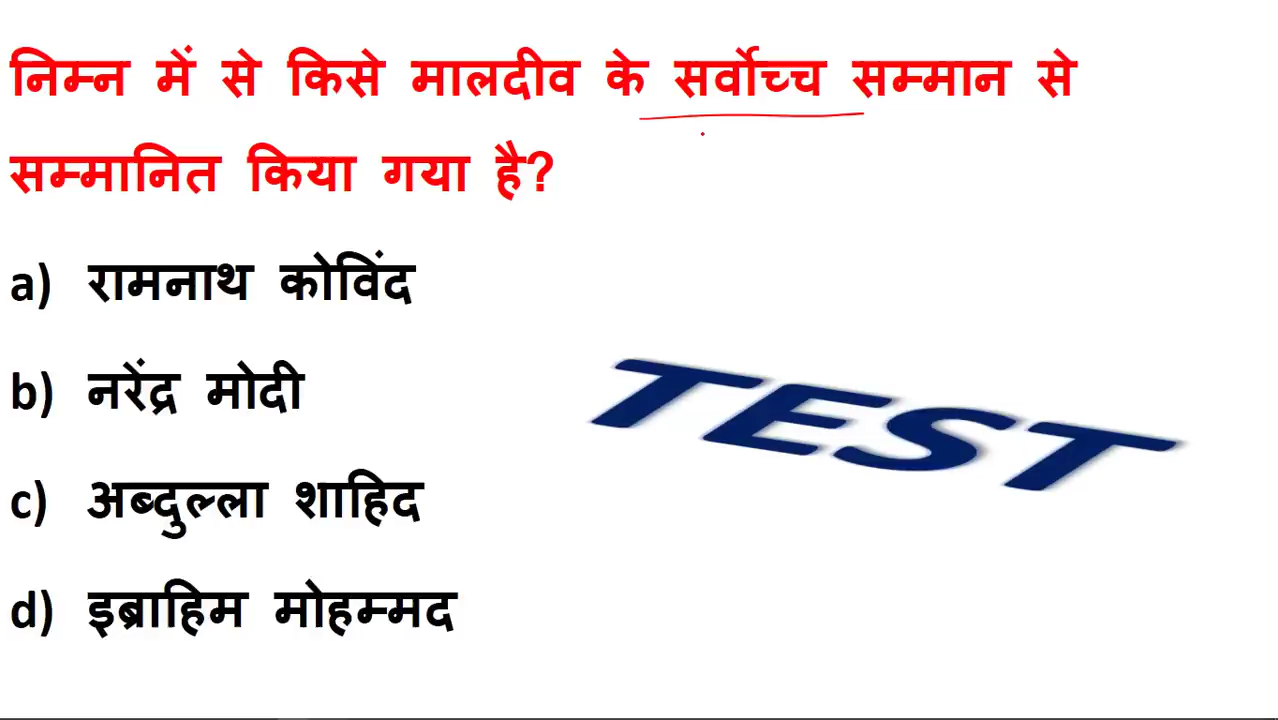 निम्न में से किसे मालदीव के सर्वोच्च सम्मान से
सम्मानित किया गया है?
a) रामनाथ कोविंद
b) नरेंद्र मोदी
TEST
c) अब्दुल्ला शाहिद
d) इब्राहिम मोहम्मद